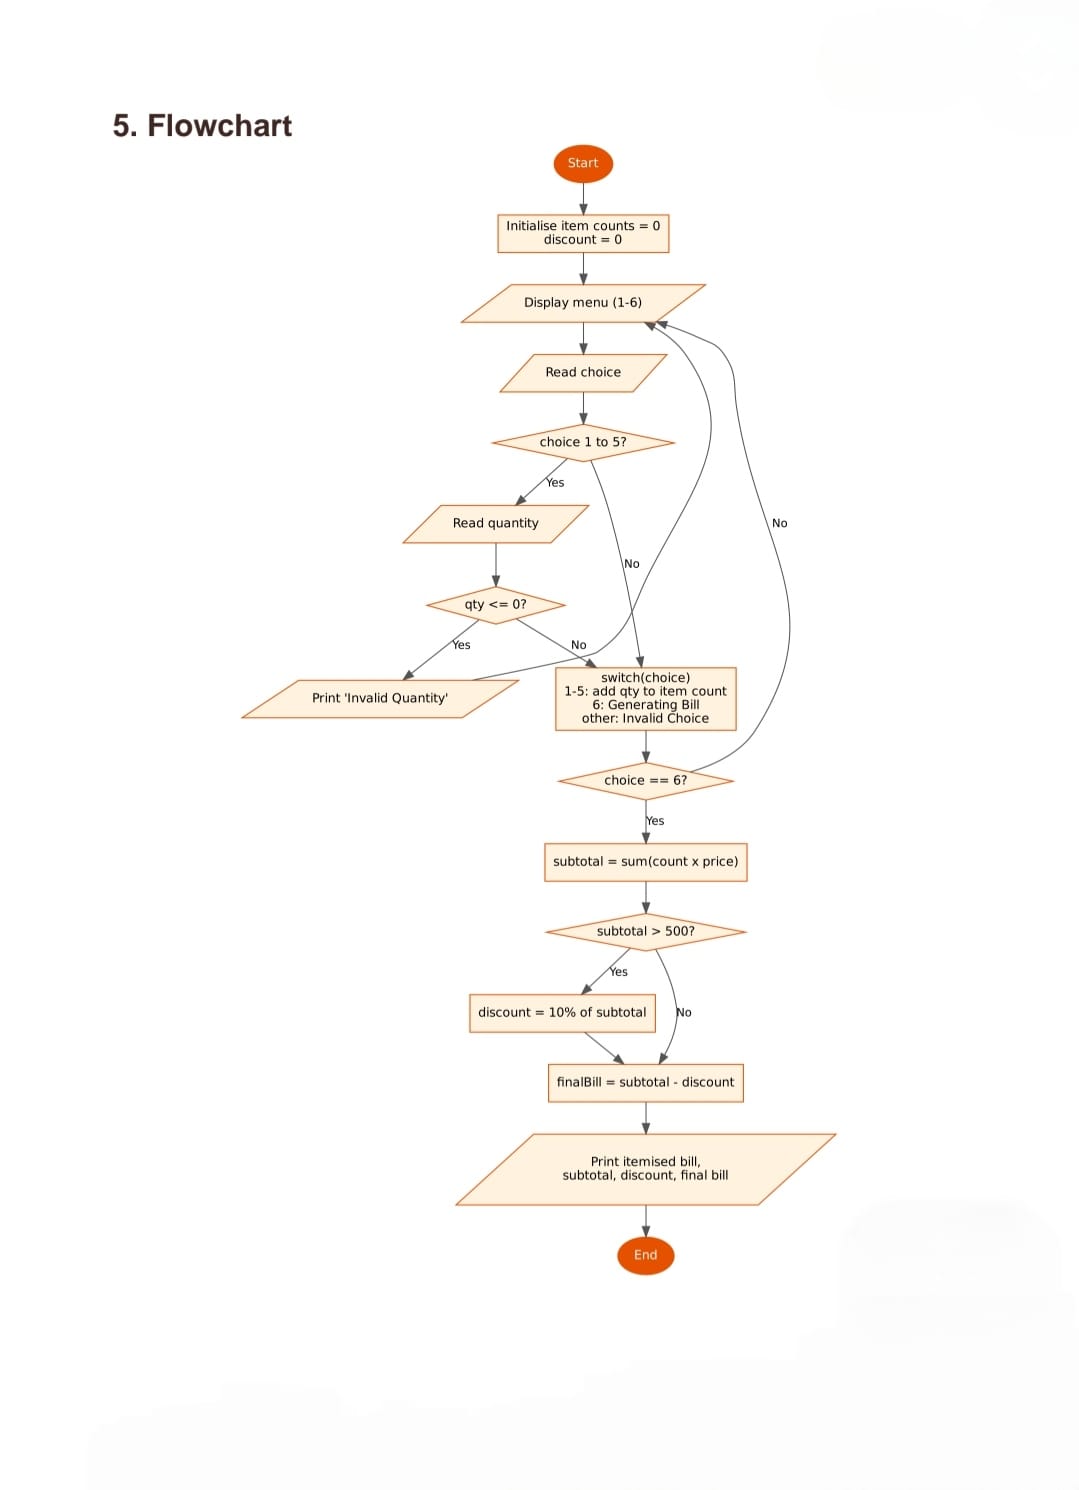 5. Flowchart
Start
Initialise item counts = 0
discount = 0
Display menu (1-6)
Read choice
choice 1 to 5?
Yes
Read quantity
No
No
qty <= 0?
Yes
No
Print 'Invalid Quantity'
switch(choice)
1-5: add qty to item count
6: Generating Bill
other: Invalid Choice
choice == 6?
Yes
subtotal = sum(count x price)
subtotal > 500?
Yes
discount = 10% of subtotal
No
finalBill = subtotal - discount
Print itemised bill,
subtotal, discount, final bill
End